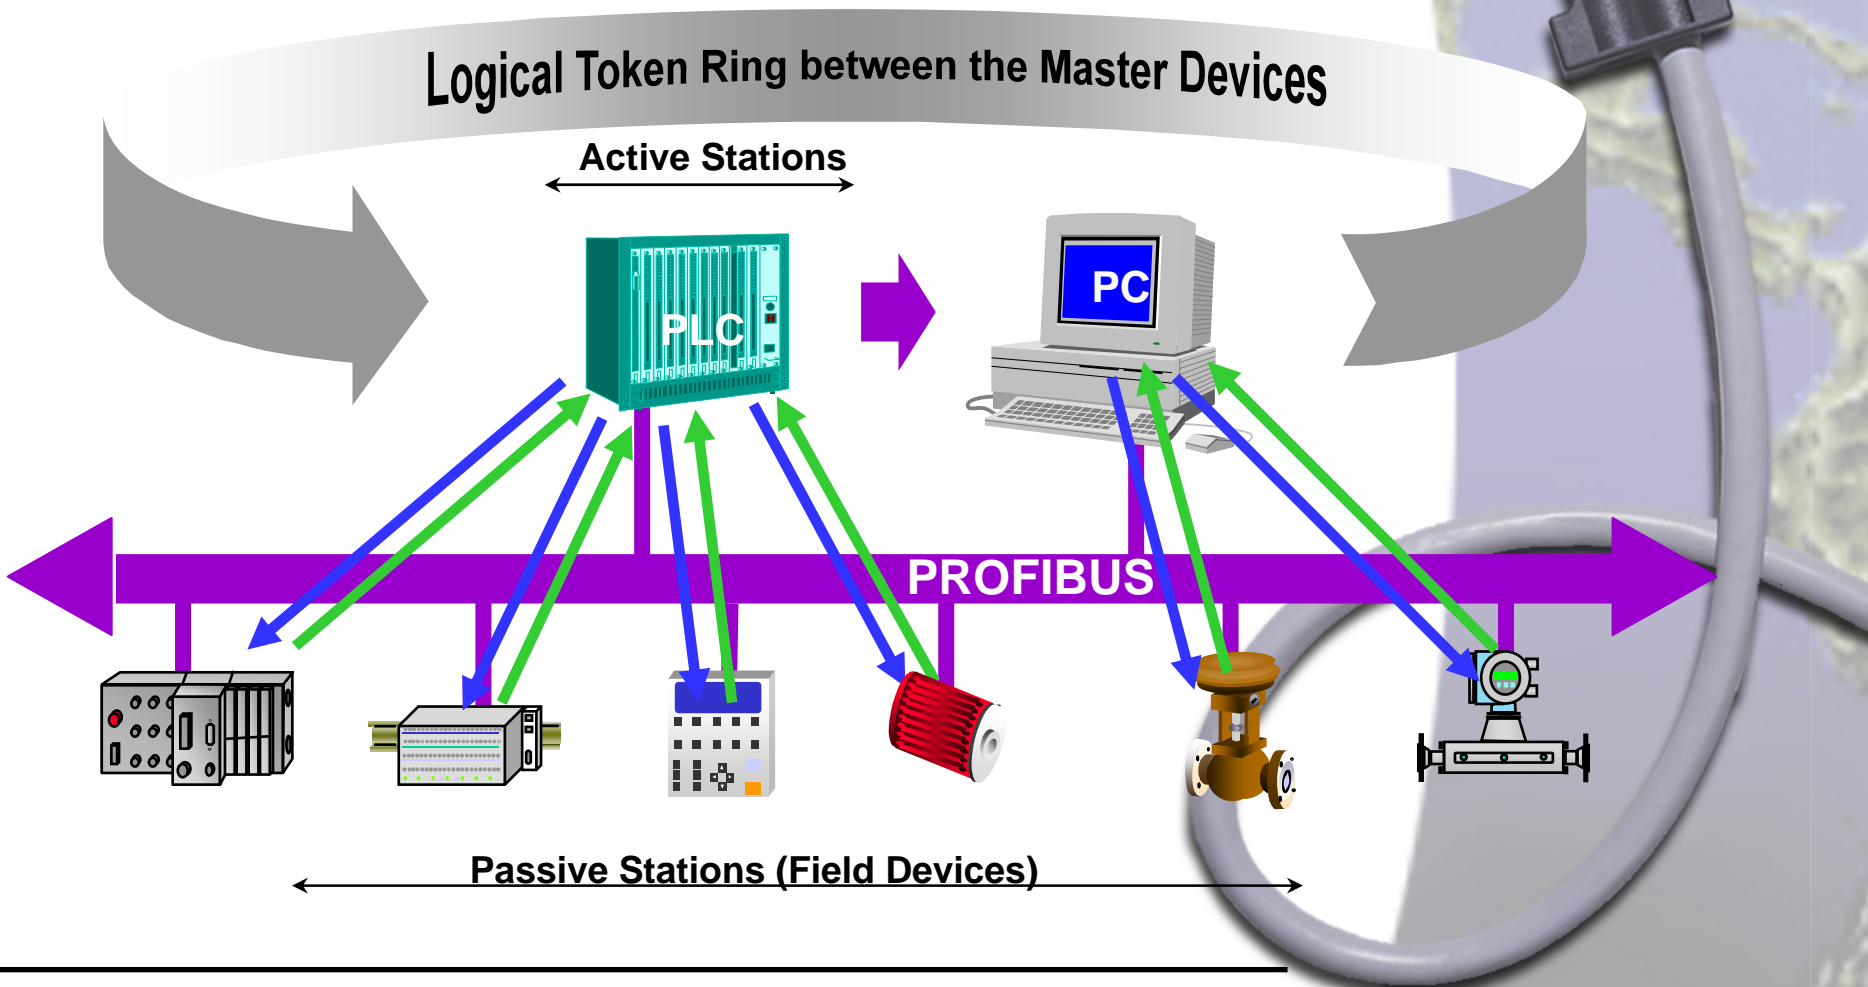 Logical Token Ring between the Master Devices
Active Stations
PLC
PC
PROFIBUS
Passive Stations (Field Devices)